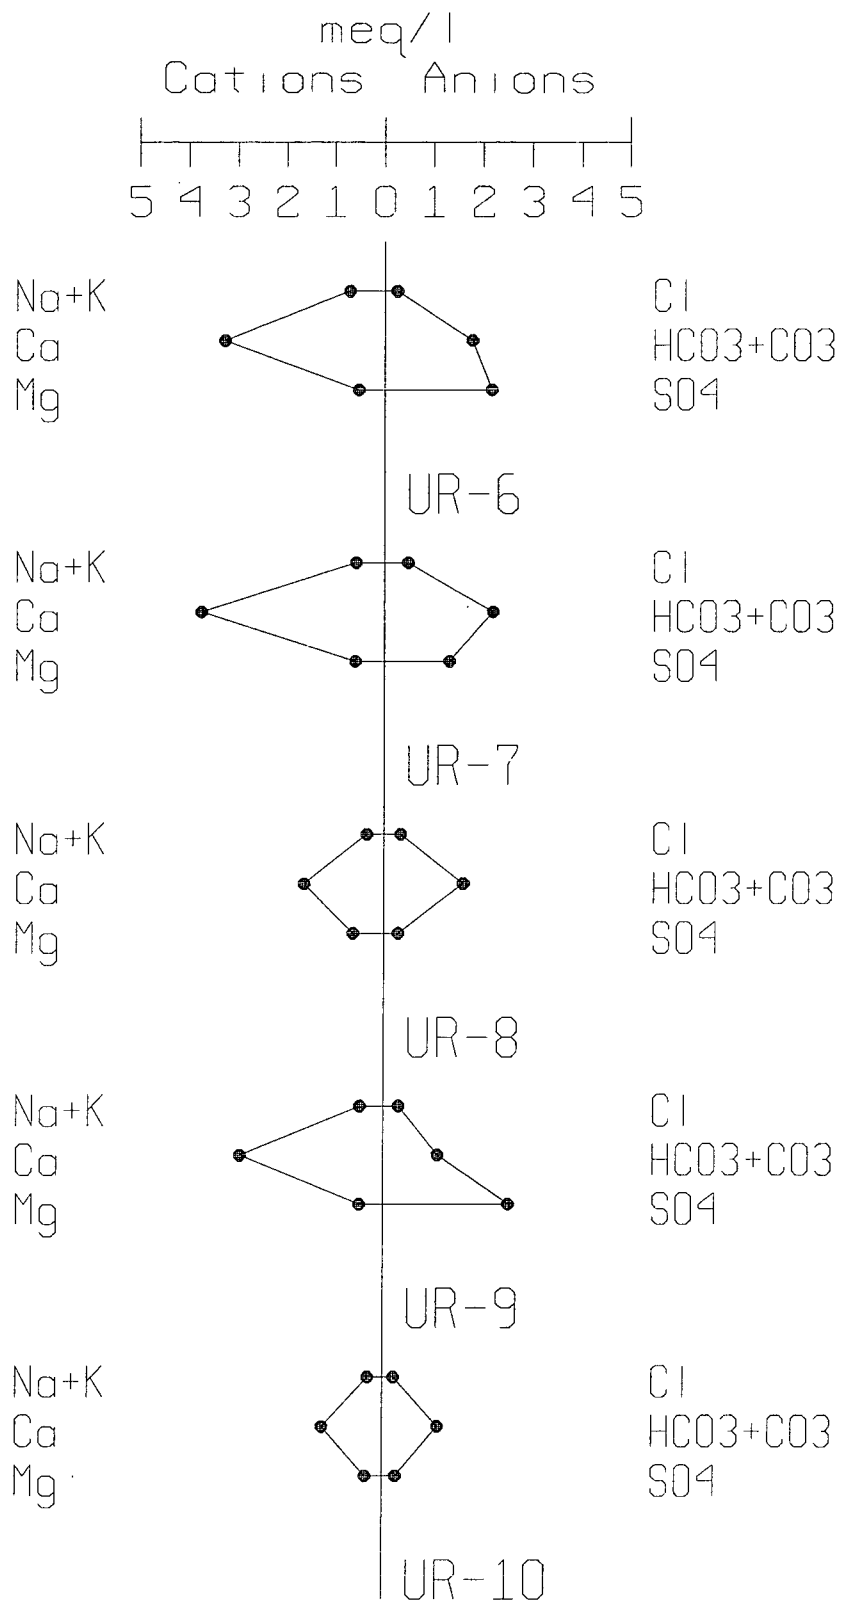 meq/l
Cations Anions
5 4 3 2 1 0 1 2 3 4 5
Na+K Cl
Ca HCO3+CO3
Mg SO4
UR-6
Na+K Cl
Ca HCO3+CO3
Mg SO4
UR-7
Na+K Cl
Ca HCO3+CO3
Mg SO4
UR-8
Na+K Cl
Ca HCO3+CO3
Mg SO4
UR-9
Na+K Cl
Ca HCO3+CO3
Mg SO4
UR-10